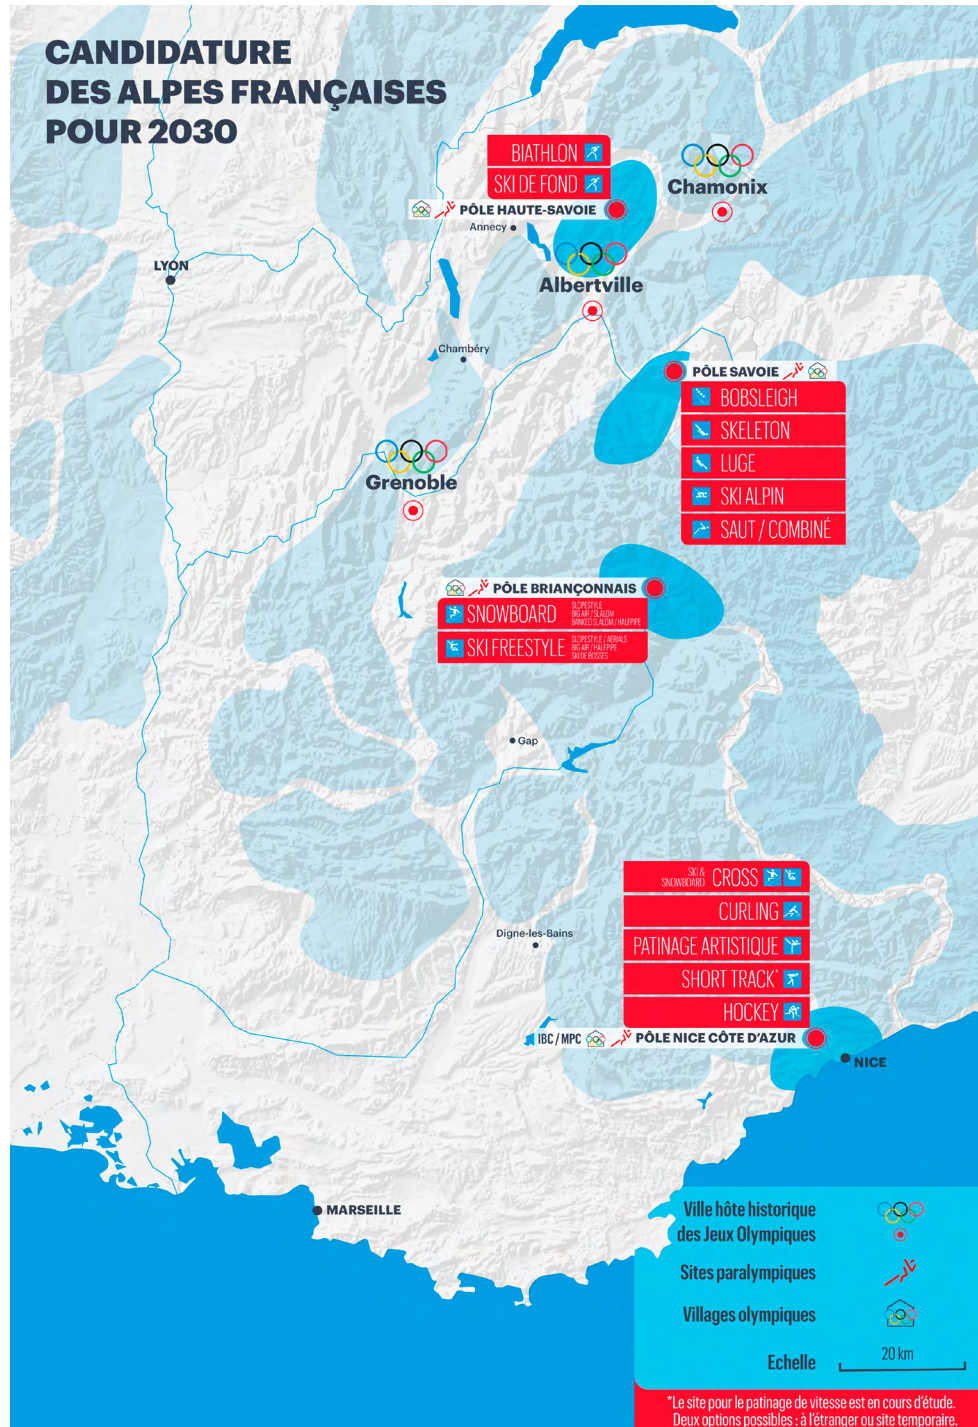 CANDIDATURE
DES ALPES FRANÇAISES
POUR 2030
BIATHLON
SKI DE FOND
PÔLE HAUTE-SAVOIE
Annecy
Chamonix
LYON
Albertville
Chambéry
PÔLE SAVOIE
BOBSLEIGH
SKELETON
LUGE
SKI ALPIN
SAUT / COMBINÉ
Grenoble
PÔLE BRIANÇONNAIS
SNOWBOARD
SLOPESTYLE
BIG AIR / SLALOM
BANKED SLALOM / HALFPIPE
SKI FREESTYLE
SLOPESTYLE / AERIALS
BIG AIR / HALFPIPE
SKI DE BOSSES
Gap
SKI &
SNOWBOARD
CROSS
CURLING
Digne-les-Bains
PATINAGE ARTISTIQUE
SHORT TRACK*
HOCKEY
IBC / MPC
PÔLE NICE CÔTE D'AZUR
NICE
MARSEILLE
Ville hôte historique
des Jeux Olympiques
Sites paralympiques
Villages olympiques
Echelle
20 km
*Le site pour le patinage de vitesse est en cours d'étude.
Deux options possibles : à l'étranger ou site temporaire.